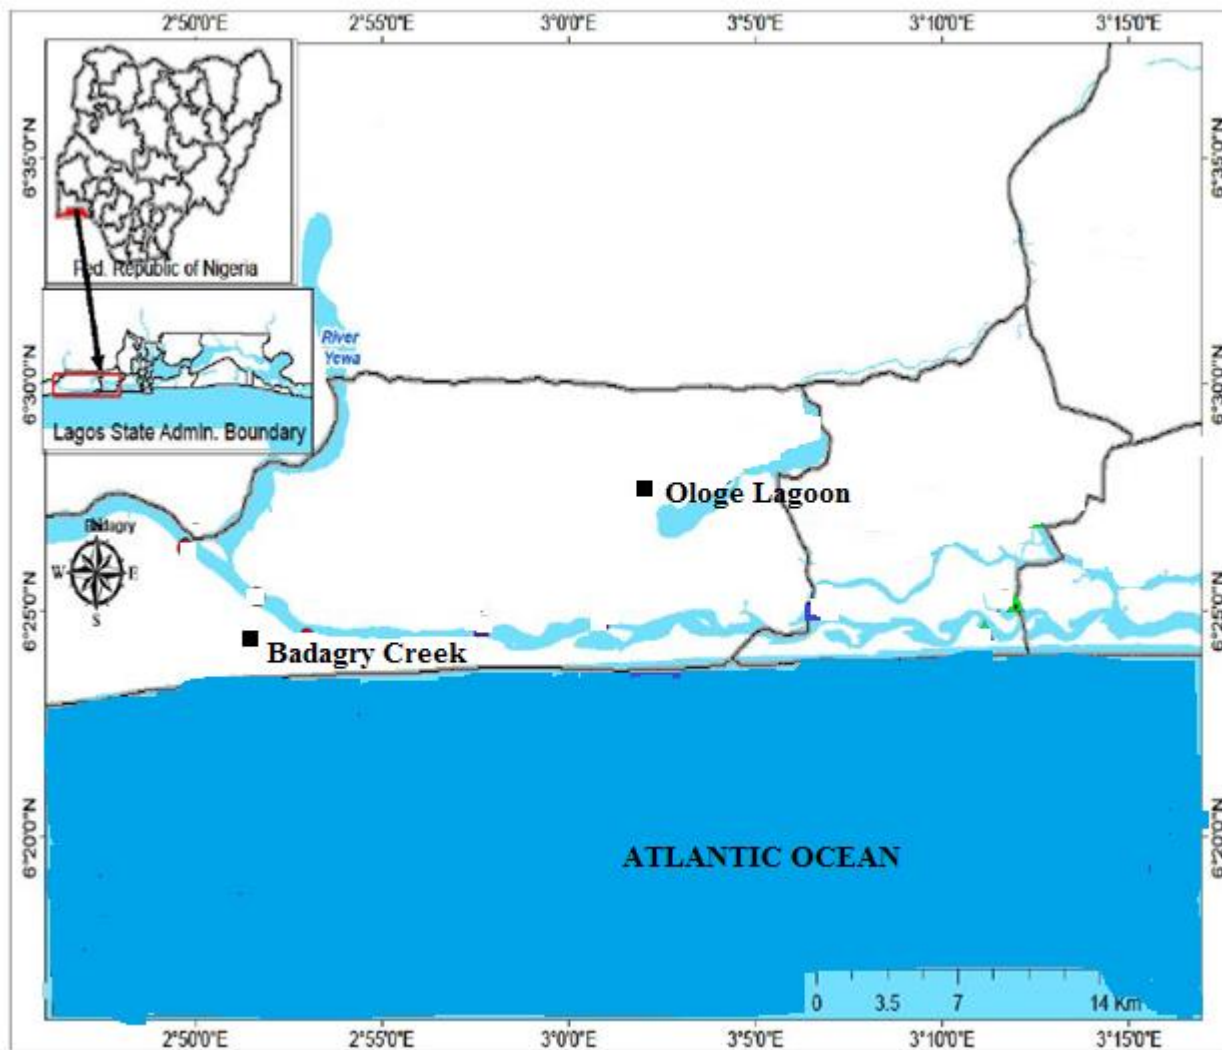 2°50'0"E 2°55'0"E 3°0'0"E 3°5'0"E 3°10'0"E 3°15'0"E
6°35'0"N
6°35'0"N
Fed. Republic of Nigeria
River
Yewa
6°30'0"N
6°30'0"N
Lagos State Admin. Boundary
Ologe Lagoon
Badagry
N
W E
S
6°25'0"N
6°25'0"N
Badagry Creek
6°20'0"N
6°20'0"N
ATLANTIC OCEAN
0 3.5 7 14 Km
2°50'0"E 2°55'0"E 3°0'0"E 3°5'0"E 3°10'0"E 3°15'0"E